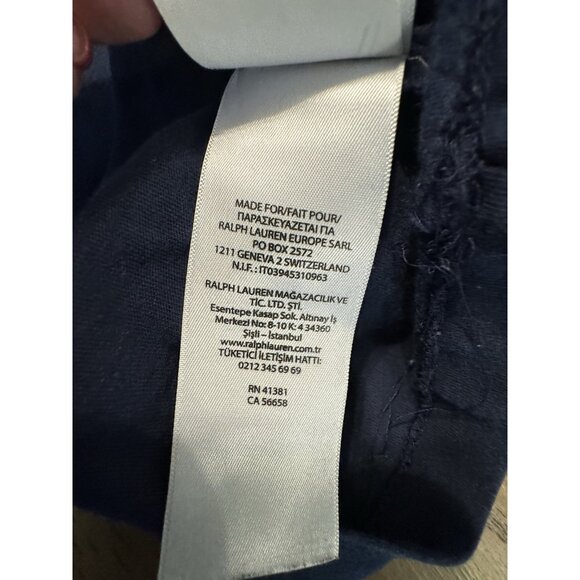 MADE FOR/FAIT POUR/
ΠΑΡΑΣΚΕΥΑΖΕΤΑΙ ΓΙΑ
RALPH LAUREN EUROPE SARL
PO BOX 2572
1211 GENEVA 2 SWITZERLAND
N.I.F. : IT03945310963
RALPH LAUREN MAĞAZACILIK VE
TİC. LTD. ŞTİ.
Esentepe Kasap Sok. Altınay İş
Merkezi No: 8-10 K: 4 34360
Şişli – İstanbul
www.ralphlauren.com.tr
TÜKETİCİ İLETİŞİM HATTI:
0212 345 69 69
RN 41381
CA 56658